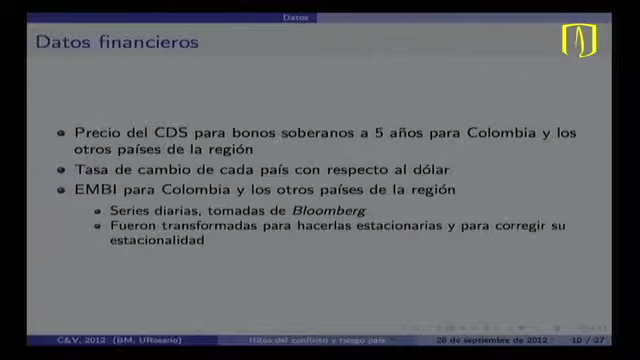 Datos
Datos financieros
Precio del CDS para bonos soberanos a 5 años para Colombia y los
otros países de la región
Tasa de cambio de cada país con respecto al dólar
EMBI para Colombia y los otros países de la región
Series diarias, tomadas de Bloomberg
Fueron transformadas para hacerlas estacionarias y para corregir su
estacionalidad
C&V, 2012 (BM, URosario) Hitos del conflicto y riesgo país 26 de septiembre de 2012 10 / 27